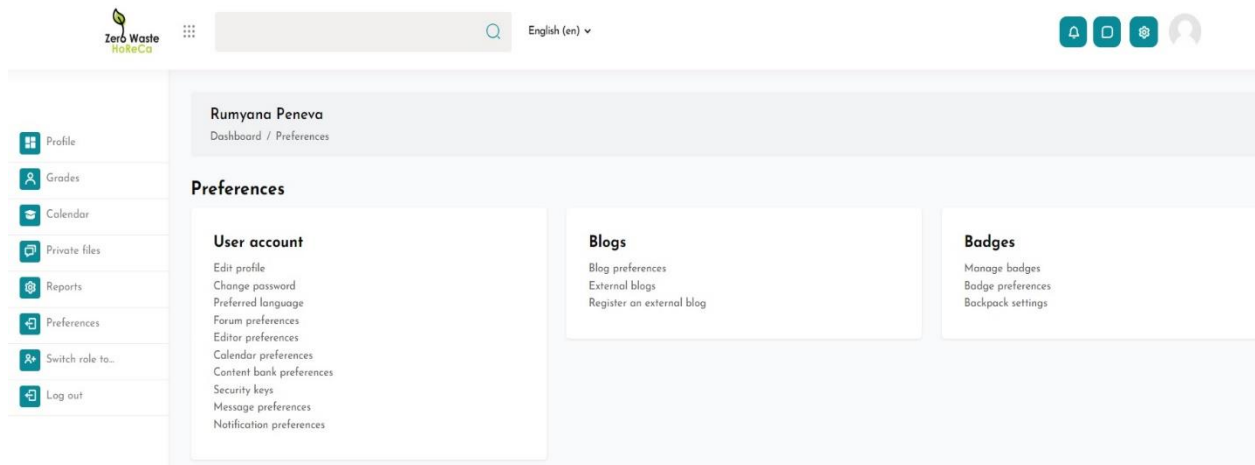 Zero Waste
HoReCa
English (en)
Rumyana Peneva
Dashboard / Preferences
Profile
Grades
Calendar
Private files
Reports
Preferences
Switch role to...
Log out
Preferences
User account
Edit profile
Change password
Preferred language
Forum preferences
Editor preferences
Calendar preferences
Content bank preferences
Security keys
Message preferences
Notification preferences
Blogs
Blog preferences
External blogs
Register an external blog
Badges
Manage badges
Badge preferences
Backpack settings